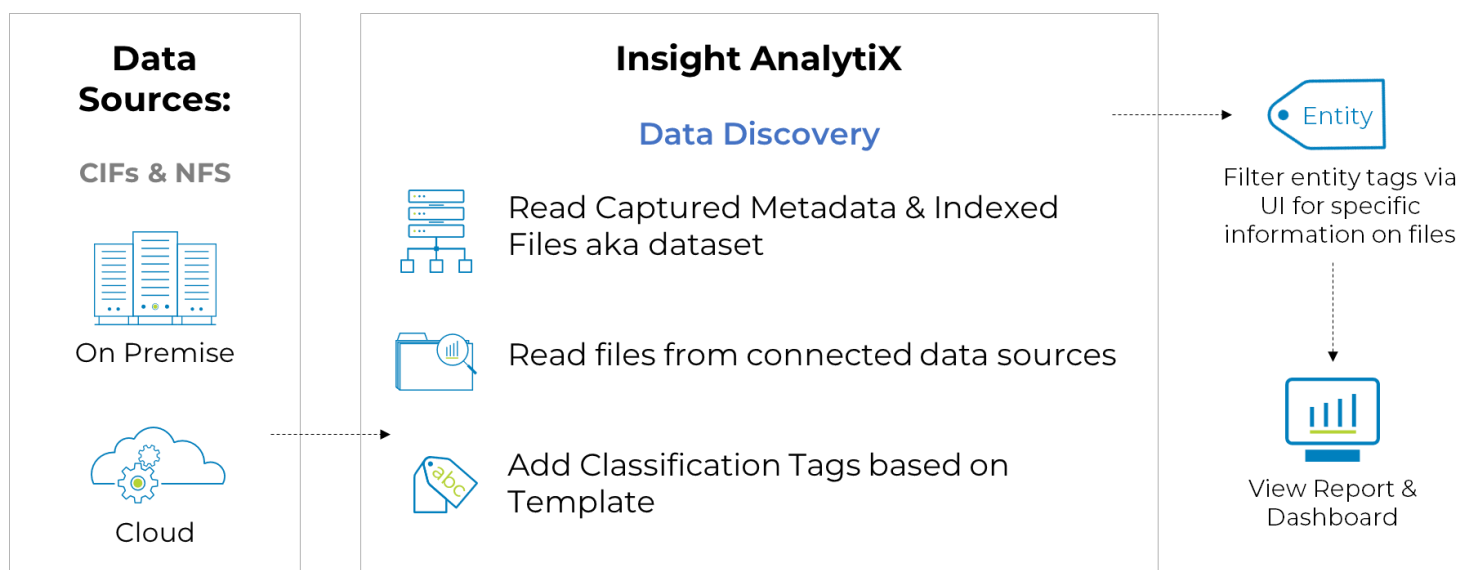 Data
Sources:
CIFs & NFS
On Premise
Cloud
Insight AnalytiX
Data Discovery
Read Captured Metadata & Indexed
Files aka dataset
Read files from connected data sources
abc
Add Classification Tags based on
Template
Entity
Filter entity tags via
UI for specific
information on files
View Report &
Dashboard